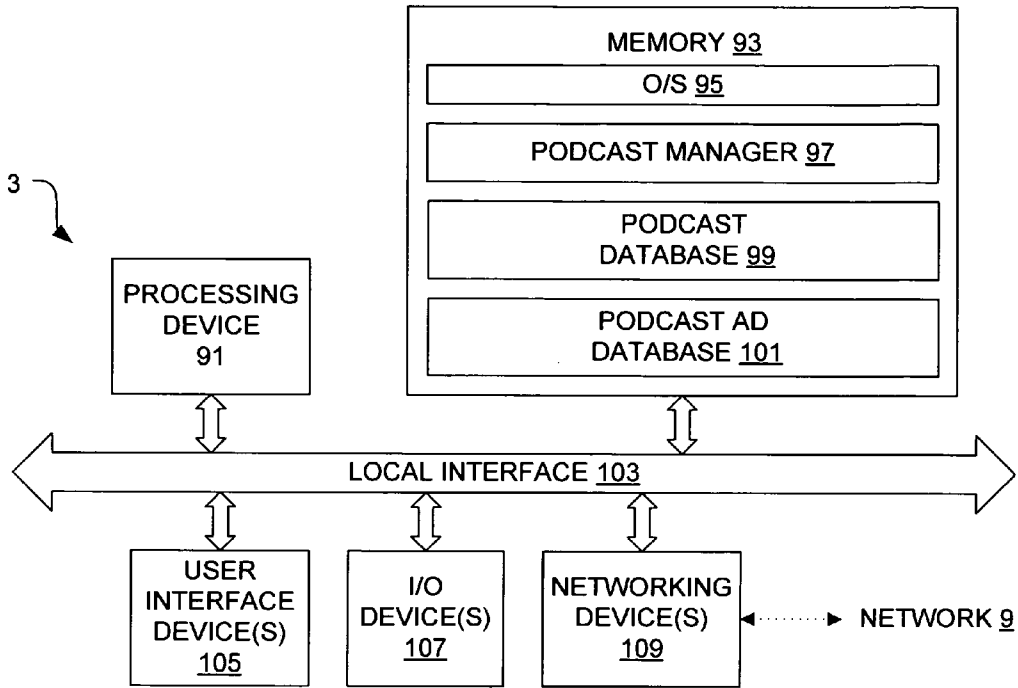 MEMORY 93
O/S 95
PODCAST MANAGER 97
PODCAST
DATABASE 99
PODCAST AD
DATABASE 101
3
PROCESSING
DEVICE
91
LOCAL INTERFACE 103
USER
INTERFACE
DEVICE(S)
105
I/O
DEVICE(S)
107
NETWORKING
DEVICE(S)
109
NETWORK 9